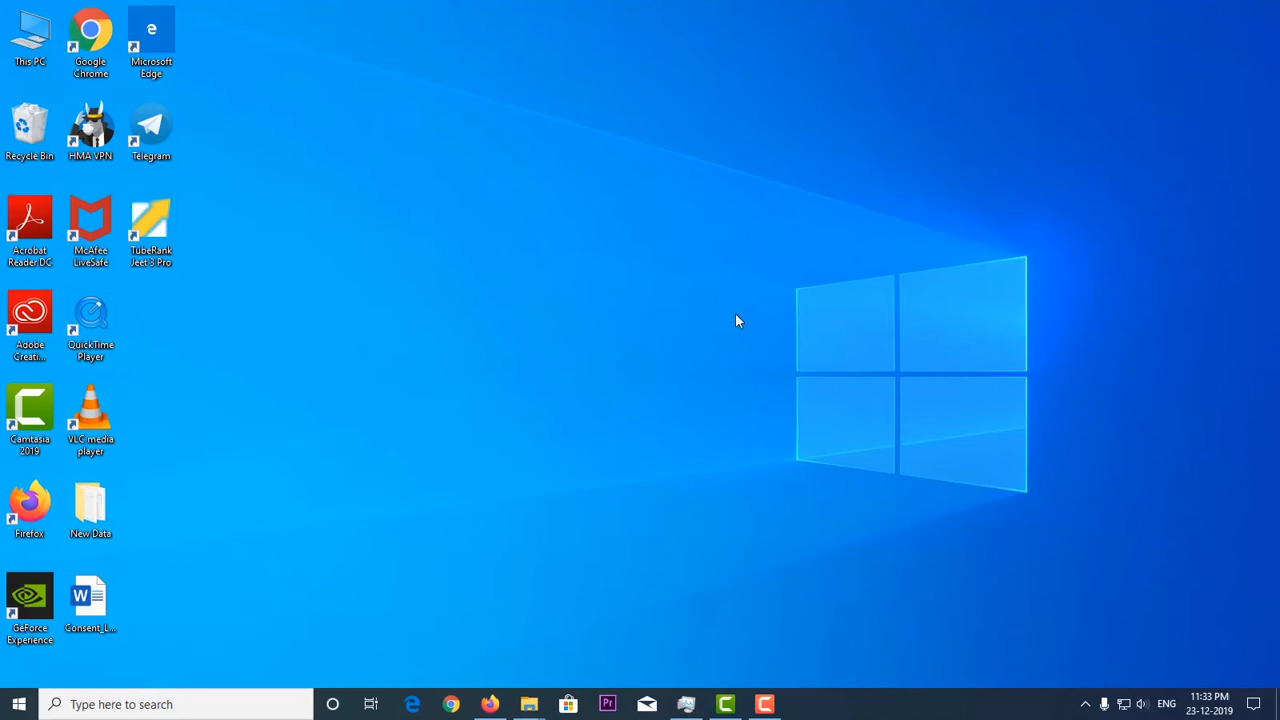 This PC
Google
Chrome
Microsoft
Edge
Recycle Bin
HMA VPN
Telegram
Acrobat
Reader DC
McAfee
LiveSafe
TubeRank
Jeet 3 Pro
Adobe
Creati...
QuickTime
Player
Camtasia
2019
VLC media
player
Firefox
New Data
GeForce
Experience
W
Consent_L...
Type here to search
Pr
ENG
11:33 PM
23-12-2019